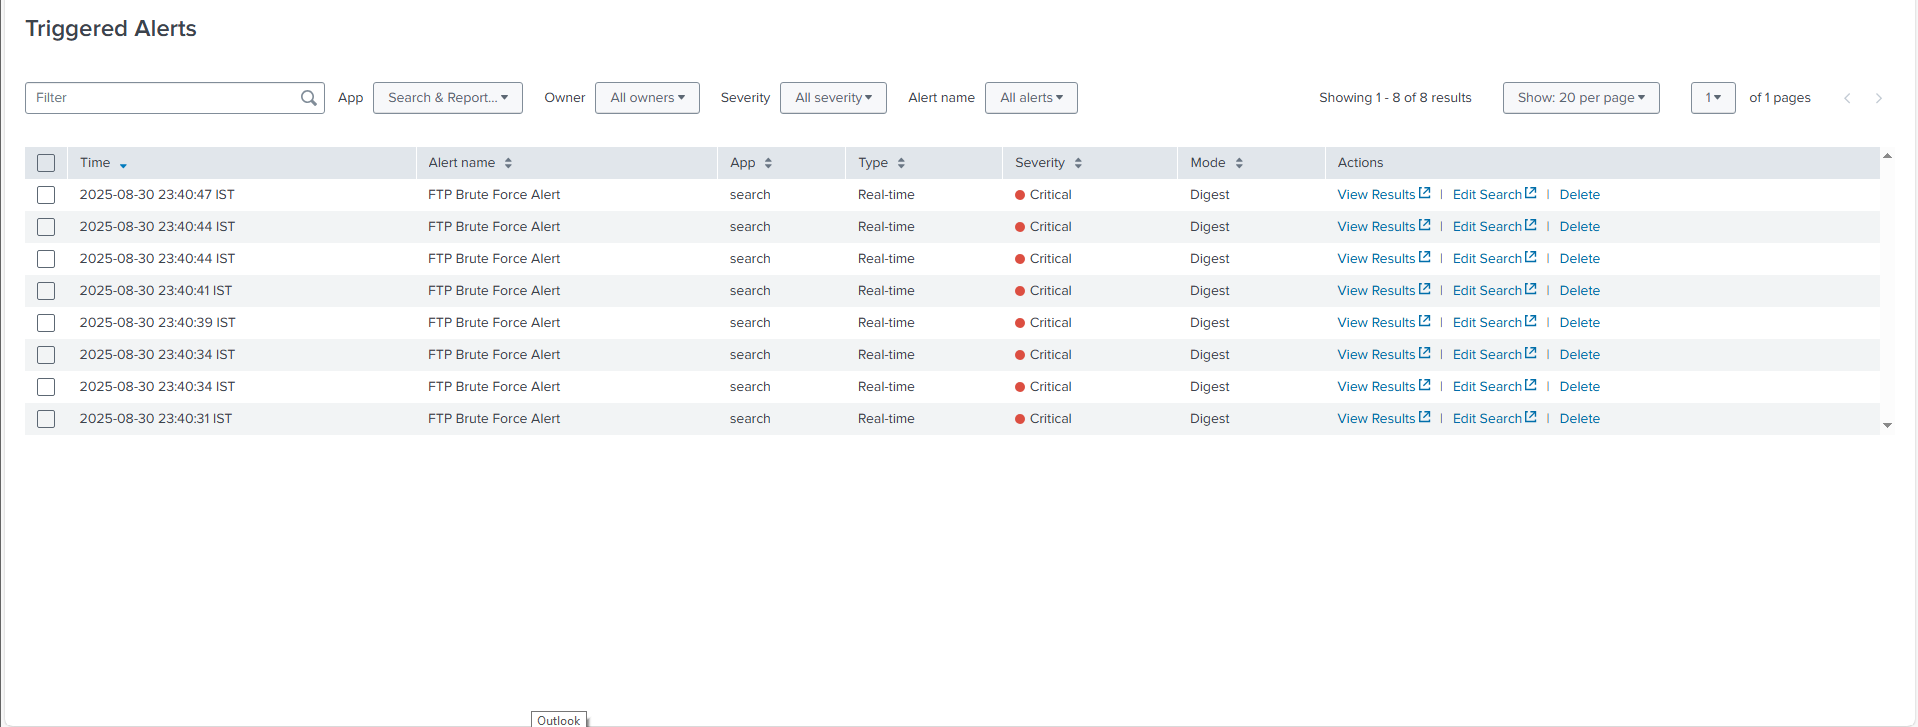 Triggered Alerts
Filter App Search & Report... Owner All owners Severity All severity Alert name All alerts Showing 1 - 8 of 8 results Show: 20 per page 1 of 1 pages
Time Alert name App Type Severity Mode Actions
2025-08-30 23:40:47 IST FTP Brute Force Alert search Real-time Critical Digest View Results | Edit Search | Delete
2025-08-30 23:40:44 IST FTP Brute Force Alert search Real-time Critical Digest View Results | Edit Search | Delete
2025-08-30 23:40:44 IST FTP Brute Force Alert search Real-time Critical Digest View Results | Edit Search | Delete
2025-08-30 23:40:41 IST FTP Brute Force Alert search Real-time Critical Digest View Results | Edit Search | Delete
2025-08-30 23:40:39 IST FTP Brute Force Alert search Real-time Critical Digest View Results | Edit Search | Delete
2025-08-30 23:40:34 IST FTP Brute Force Alert search Real-time Critical Digest View Results | Edit Search | Delete
2025-08-30 23:40:34 IST FTP Brute Force Alert search Real-time Critical Digest View Results | Edit Search | Delete
2025-08-30 23:40:31 IST FTP Brute Force Alert search Real-time Critical Digest View Results | Edit Search | Delete
Outlook